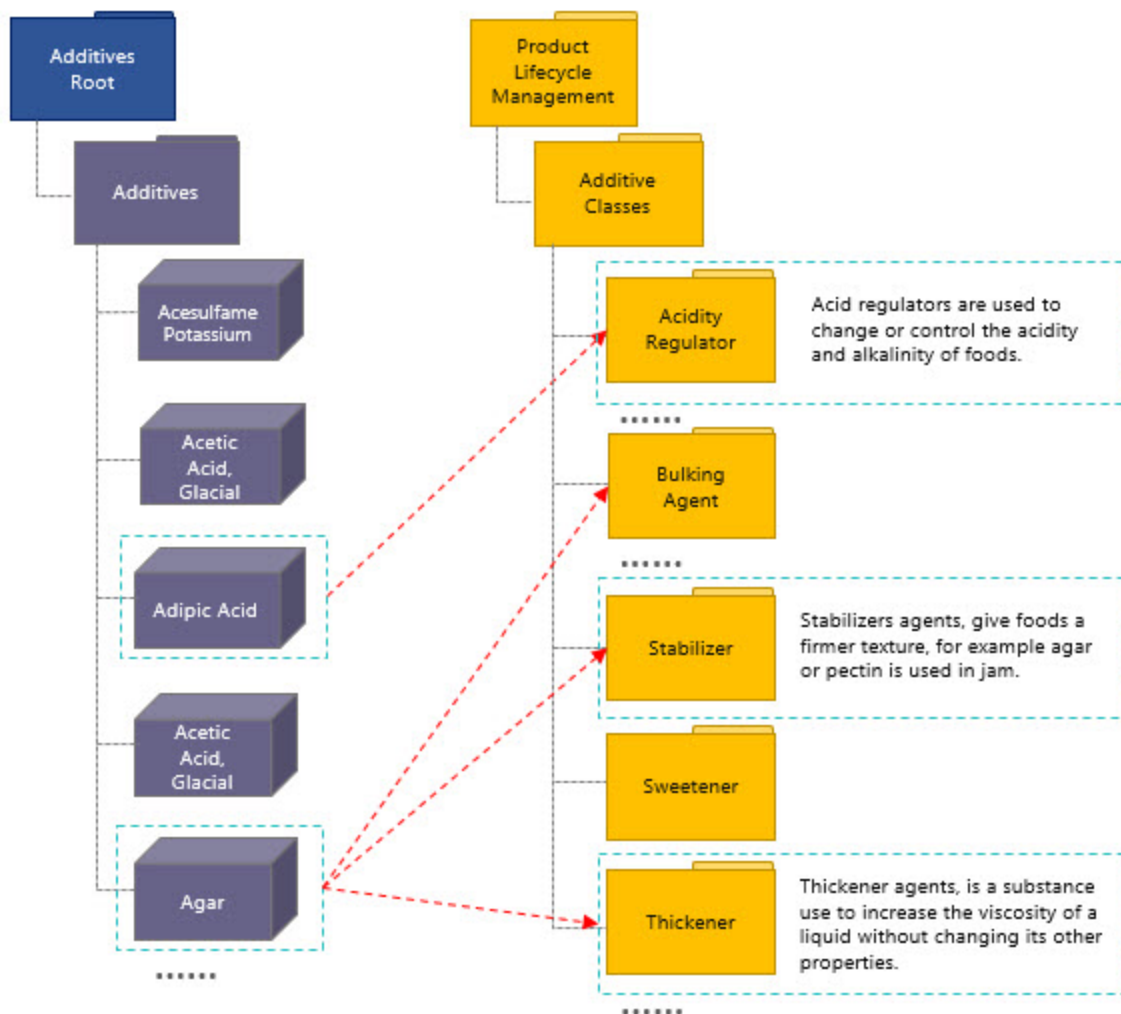 Additives
Root
Additives
Acesulfame
Potassium
Acetic
Acid,
Glacial
Adipic Acid
Acetic
Acid,
Glacial
Agar
......
Product
Lifecycle
Management
Additive
Classes
Acidity
Regulator
Acid regulators are used to
change or control the acidity
and alkalinity of foods.
......
Bulking
Agent
......
Stabilizer
Stabilizers agents, give foods a
firmer texture, for example agar
or pectin is used in jam.
Sweetener
Thickener
Thickener agents, is a substance
use to increase the viscosity of a
liquid without changing its other
properties.
......